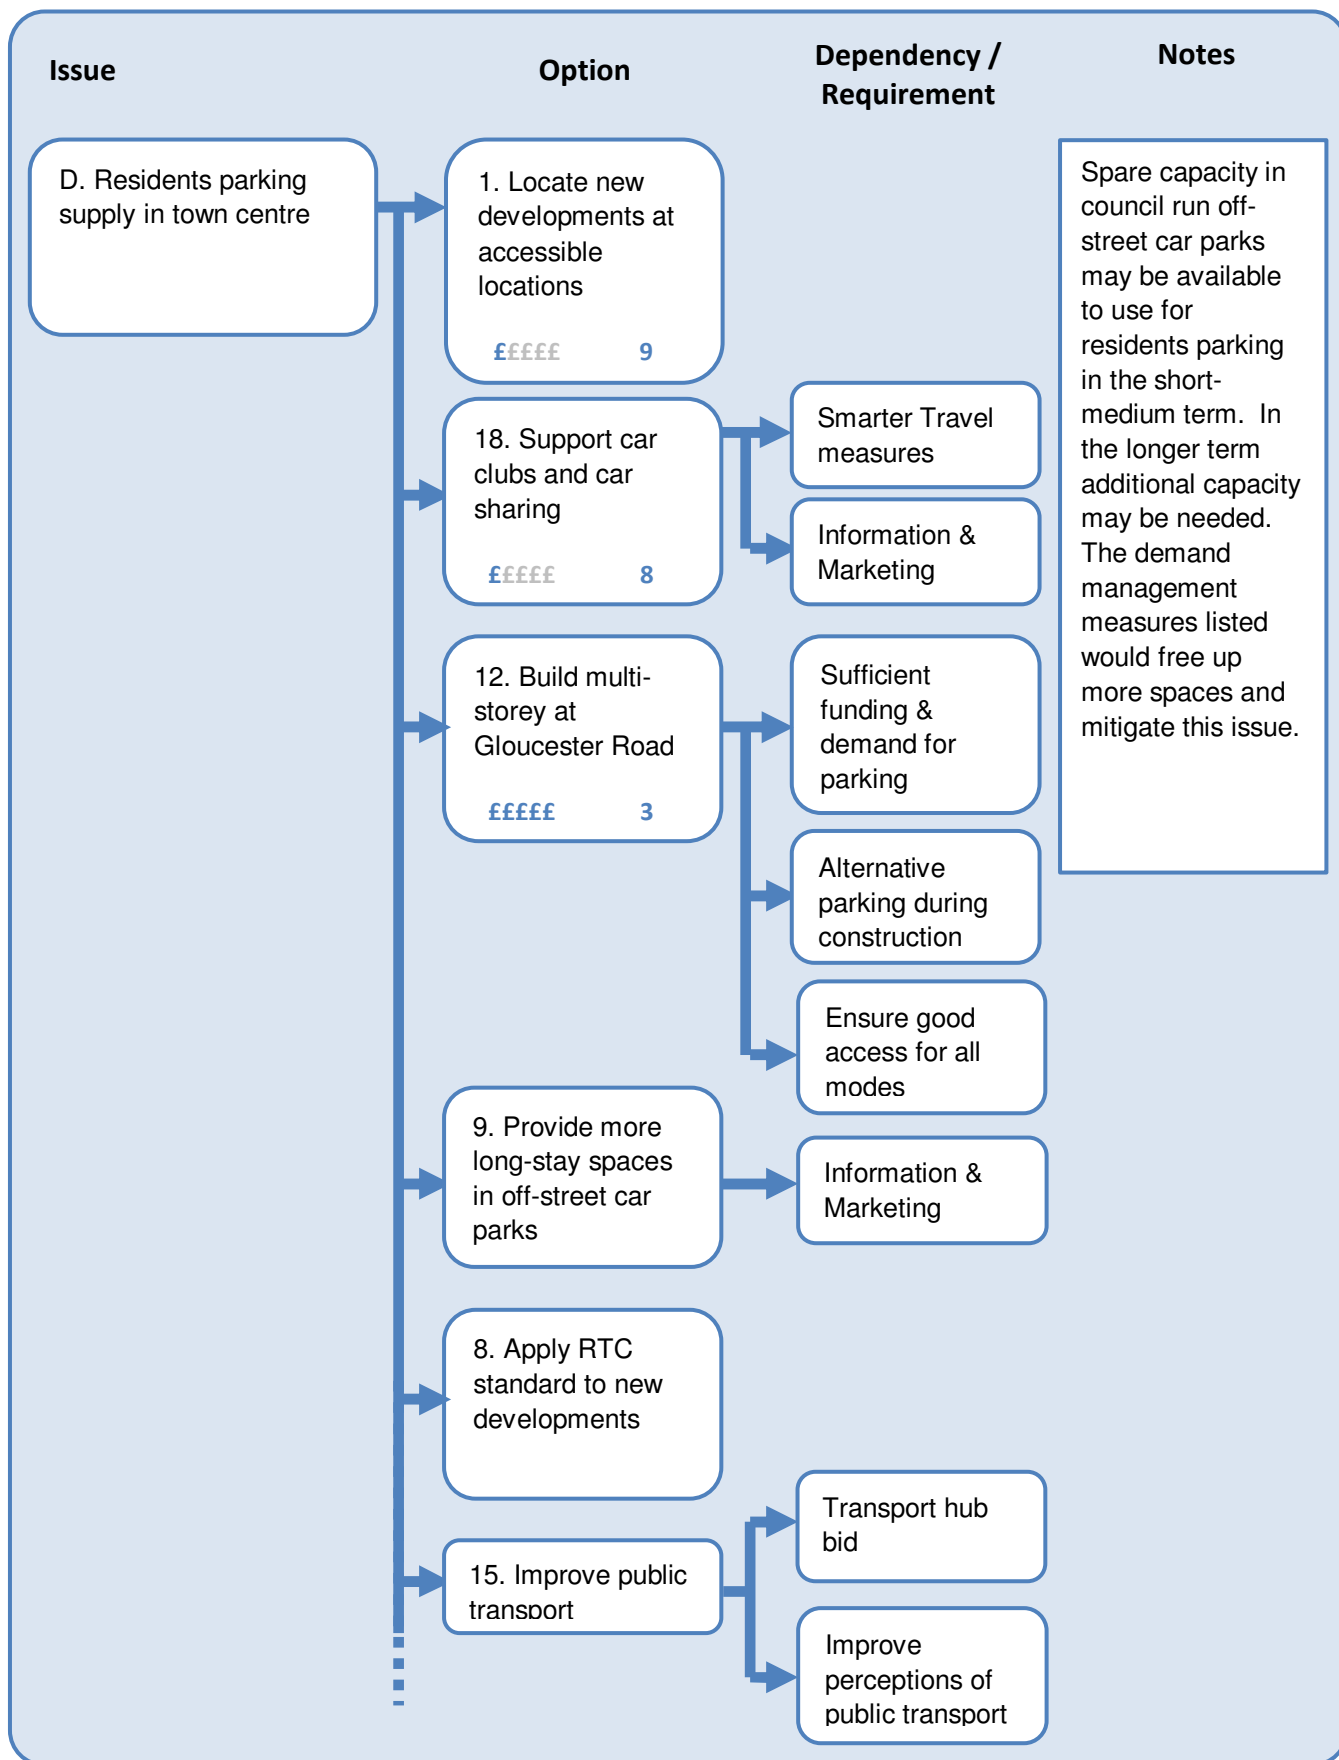 Issue
Option
Dependency /
Requirement
Notes
D. Residents parking
supply in town centre
1. Locate new
developments at
accessible
locations
£££££ 9
18. Support car
clubs and car
sharing
£££££ 8
Smarter Travel
measures
Information &
Marketing
12. Build multi-
storey at
Gloucester Road
£££££ 3
Sufficient
funding &
demand for
parking
Alternative
parking during
construction
Ensure good
access for all
modes
9. Provide more
long-stay spaces
in off-street car
parks
Information &
Marketing
8. Apply RTC
standard to new
developments
15. Improve public
transport
Transport hub
bid
Improve
perceptions of
public transport
Spare capacity in
council run off-
street car parks
may be available
to use for
residents parking
in the short-
medium term.  In
the longer term
additional capacity
may be needed.
The demand
management
measures listed
would free up
more spaces and
mitigate this issue.